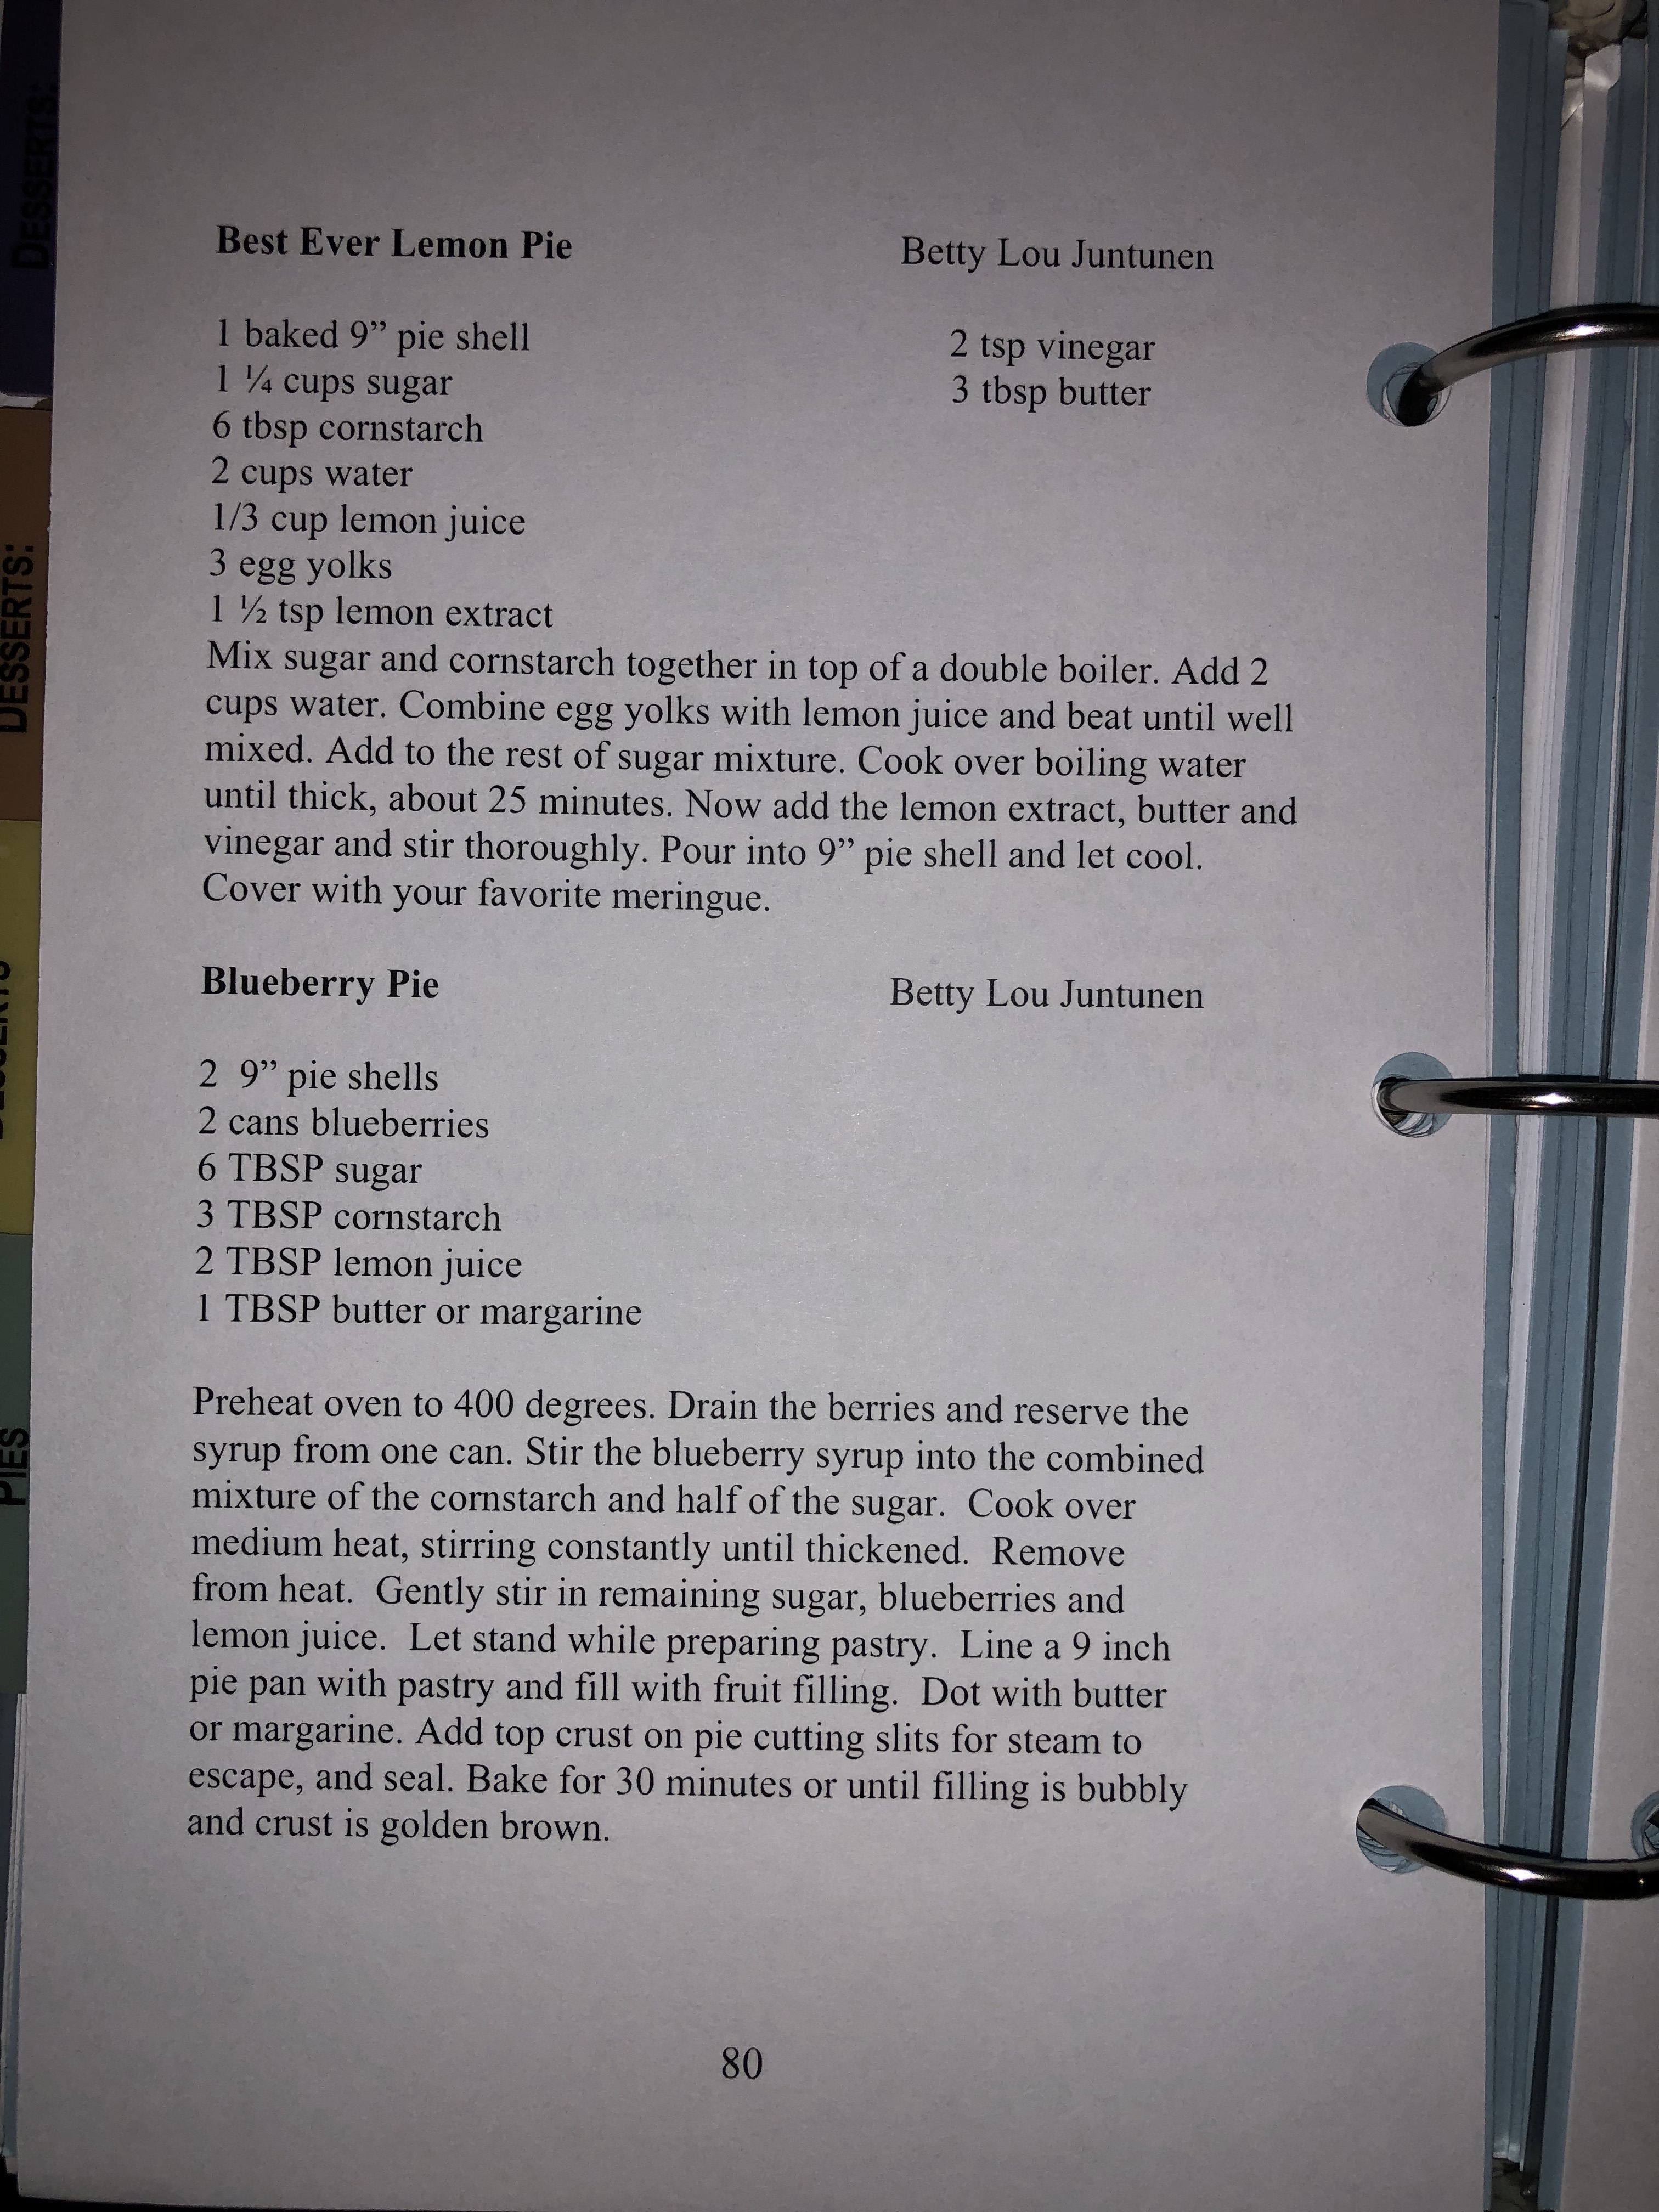 Best Ever Lemon Pie Betty Lou Juntunen
1 baked 9” pie shell 2 tsp vinegar
1 ¼ cups sugar 3 tbsp butter
6 tbsp cornstarch
2 cups water
1/3 cup lemon juice
3 egg yolks
1 ½ tsp lemon extract
Mix sugar and cornstarch together in top of a double boiler. Add 2
cups water. Combine egg yolks with lemon juice and beat until well
mixed. Add to the rest of sugar mixture. Cook over boiling water
until thick, about 25 minutes. Now add the lemon extract, butter and
vinegar and stir thoroughly. Pour into 9” pie shell and let cool.
Cover with your favorite meringue.
Blueberry Pie Betty Lou Juntunen
2 9” pie shells
2 cans blueberries
6 TBSP sugar
3 TBSP cornstarch
2 TBSP lemon juice
1 TBSP butter or margarine
Preheat oven to 400 degrees. Drain the berries and reserve the
syrup from one can. Stir the blueberry syrup into the combined
mixture of the cornstarch and half of the sugar. Cook over
medium heat, stirring constantly until thickened. Remove
from heat. Gently stir in remaining sugar, blueberries and
lemon juice. Let stand while preparing pastry. Line a 9 inch
pie pan with pastry and fill with fruit filling. Dot with butter
or margarine. Add top crust on pie cutting slits for steam to
escape, and seal. Bake for 30 minutes or until filling is bubbly
and crust is golden brown.
80
DESSERTS:
DESSERTS:
PIES